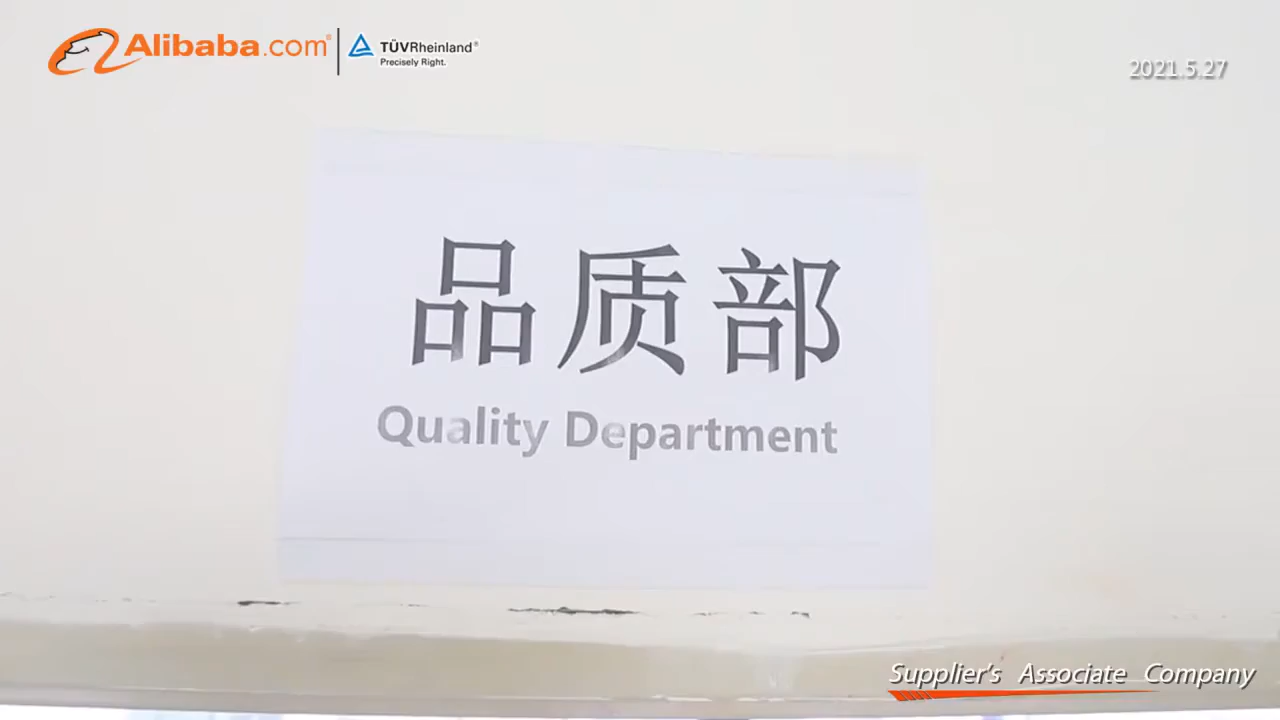 Alibaba.com
TÜVRheinland®
Precisely Right.
2021.5.27
品质部
Quality Department
Supplier's Associate Company